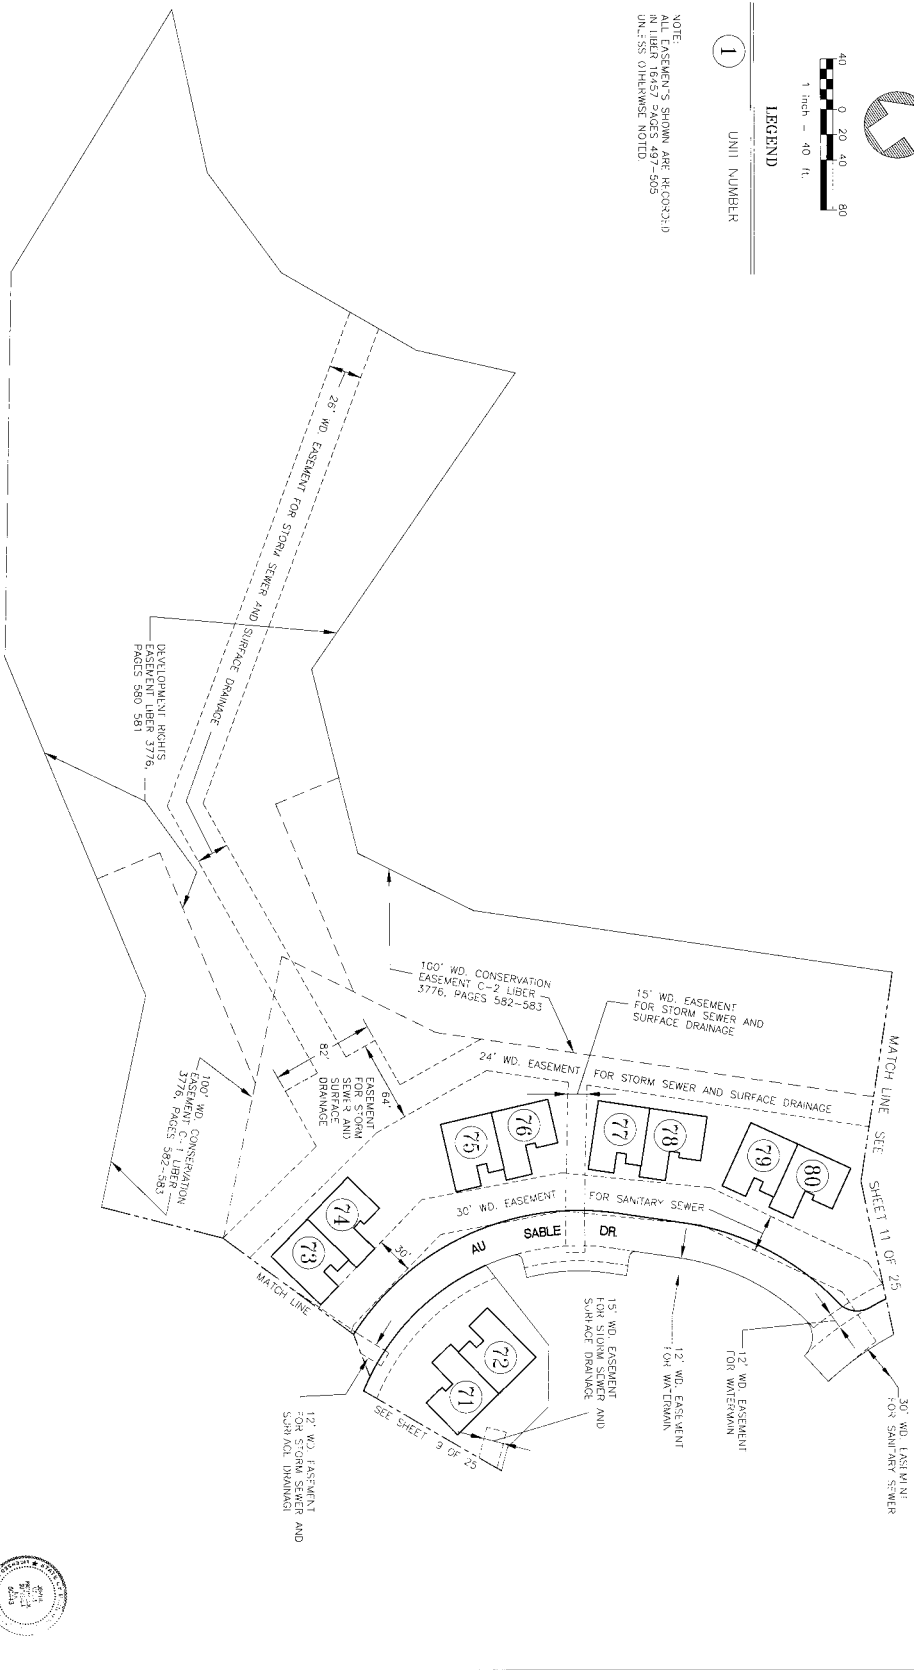 40 0 20 40 80
1 inch = 40 ft.
LEGEND
1
UNIT NUMBER
NOTE:
ALL EASEMENTS SHOWN ARE RECORDED
IN LIBER 16457 PAGES 497-505
UNLESS OTHERWISE NOTED.
MATCH LINE SEE SHEET 11 OF 25
30' WD. EASEMENT
FOR SANITARY SEWER
12' WD. EASEMENT
FOR WATERMAIN
12' WD. EASEMENT
FOR WATERMAIN
15' WD. EASEMENT
FOR STORM SEWER AND
SURFACE DRAINAGE
15' WD. EASEMENT
FOR STORM SEWER AND
SURFACE DRAINAGE
100' WD. CONSERVATION
EASEMENT C-2 LIBER
3776, PAGES 582-583
24' WD. EASEMENT FOR STORM SEWER AND SURFACE DRAINAGE
30' WD. EASEMENT FOR SANITARY SEWER
AU SABLE DR.
80
79
78
77
76
75
74
73
72
71
30'
64'
EASEMENT
FOR STORM
SEWER AND
SURFACE
DRAINAGE
82'
26' WD. EASEMENT FOR STORM SEWER AND SURFACE DRAINAGE
DEVELOPMENT RIGHTS
EASEMENT LIBER 3776,
PAGES 580 581
100' WD CONSERVATION
EASEMENT C-1 LIBER
3776, PAGES 582-583
MATCH LINE
SEE SHEET 9 OF 25
12' WD. EASEMENT
FOR STORM SEWER AND
SURFACE DRAINAGE
STATE OF